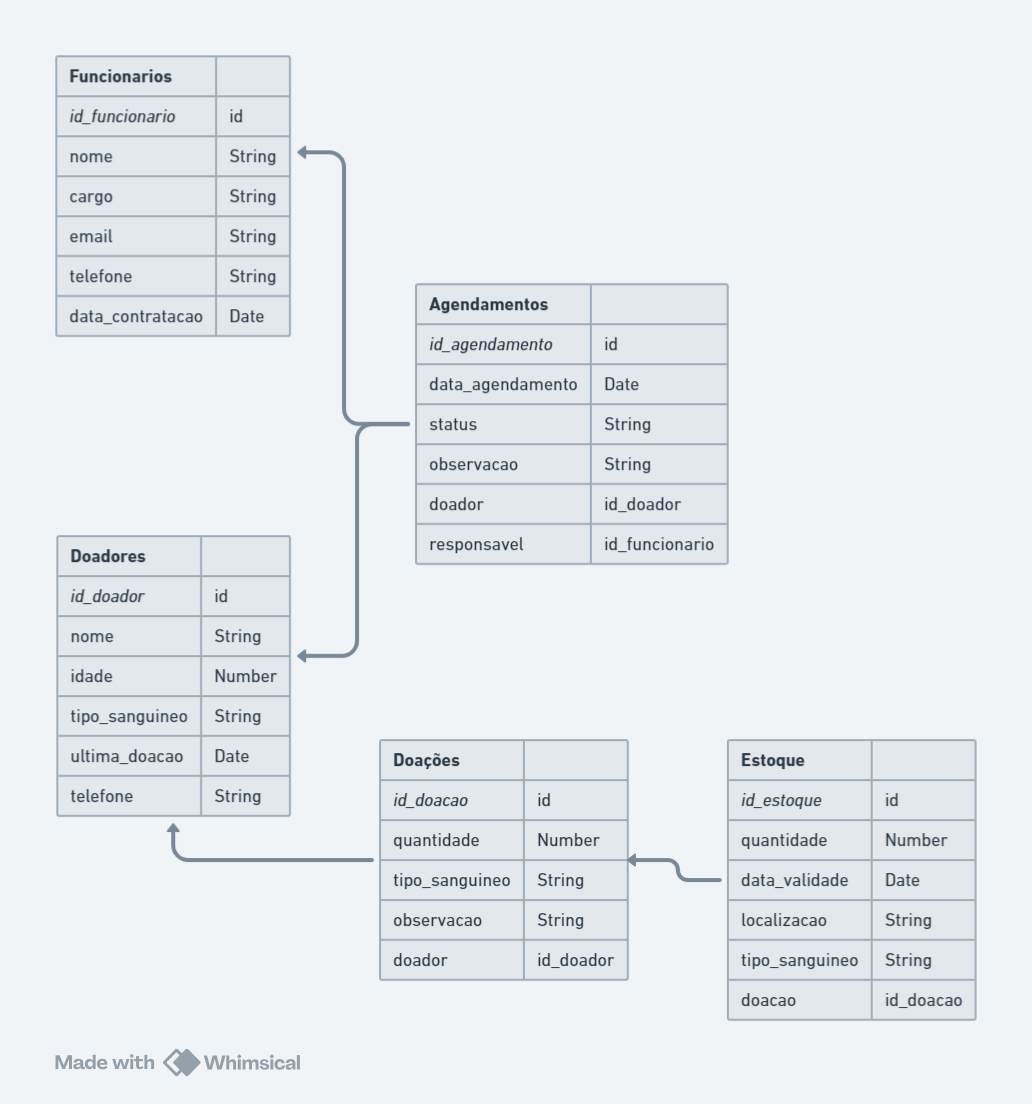 Funcionarios
id_funcionario id
nome String
cargo String
email String
telefone String
data_contratacao Date
Agendamentos
id_agendamento id
data_agendamento Date
status String
observacao String
doador id_doador
responsavel id_funcionario
Doadores
id_doador id
nome String
idade Number
tipo_sanguineo String
ultima_doacao Date
telefone String
Doações
id_doacao id
quantidade Number
tipo_sanguineo String
observacao String
doador id_doador
Estoque
id_estoque id
quantidade Number
data_validade Date
localizacao String
tipo_sanguineo String
doacao id_doacao
Made with Whimsical